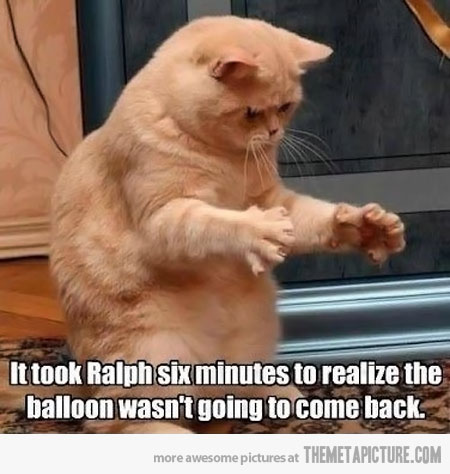 It took Ralph six minutes to realize the
balloon wasn't going to come back.
more awesome pictures at THEMETAPICTURE.COM